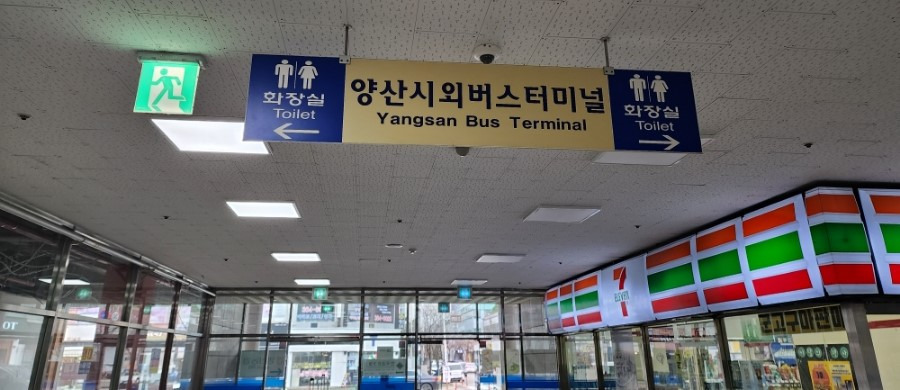 화장실
Toilet
양산시외버스터미널
Yangsan Bus Terminal
화장실
Toilet
7
ELEVEN